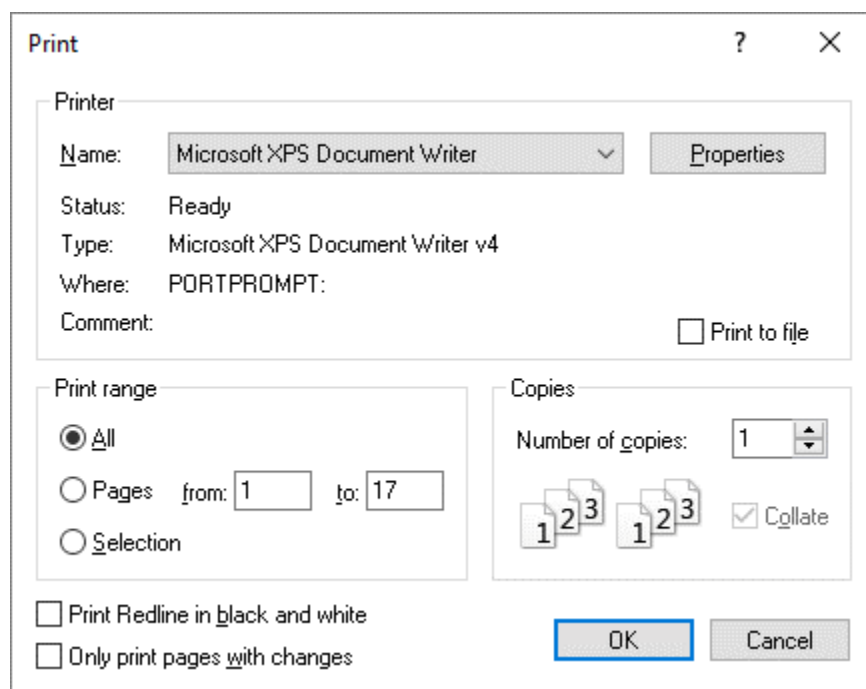 Print ?
Printer
Name: Microsoft XPS Document Writer Properties
Status: Ready
Type: Microsoft XPS Document Writer v4
Where: PORTPROMPT:
Comment:
Print to file
Print range
All
Pages from: 1 to: 17
Selection
Copies
Number of copies: 1
1 2 3 1 2 3 Collate
Print Redline in black and white
Only print pages with changes
OK Cancel